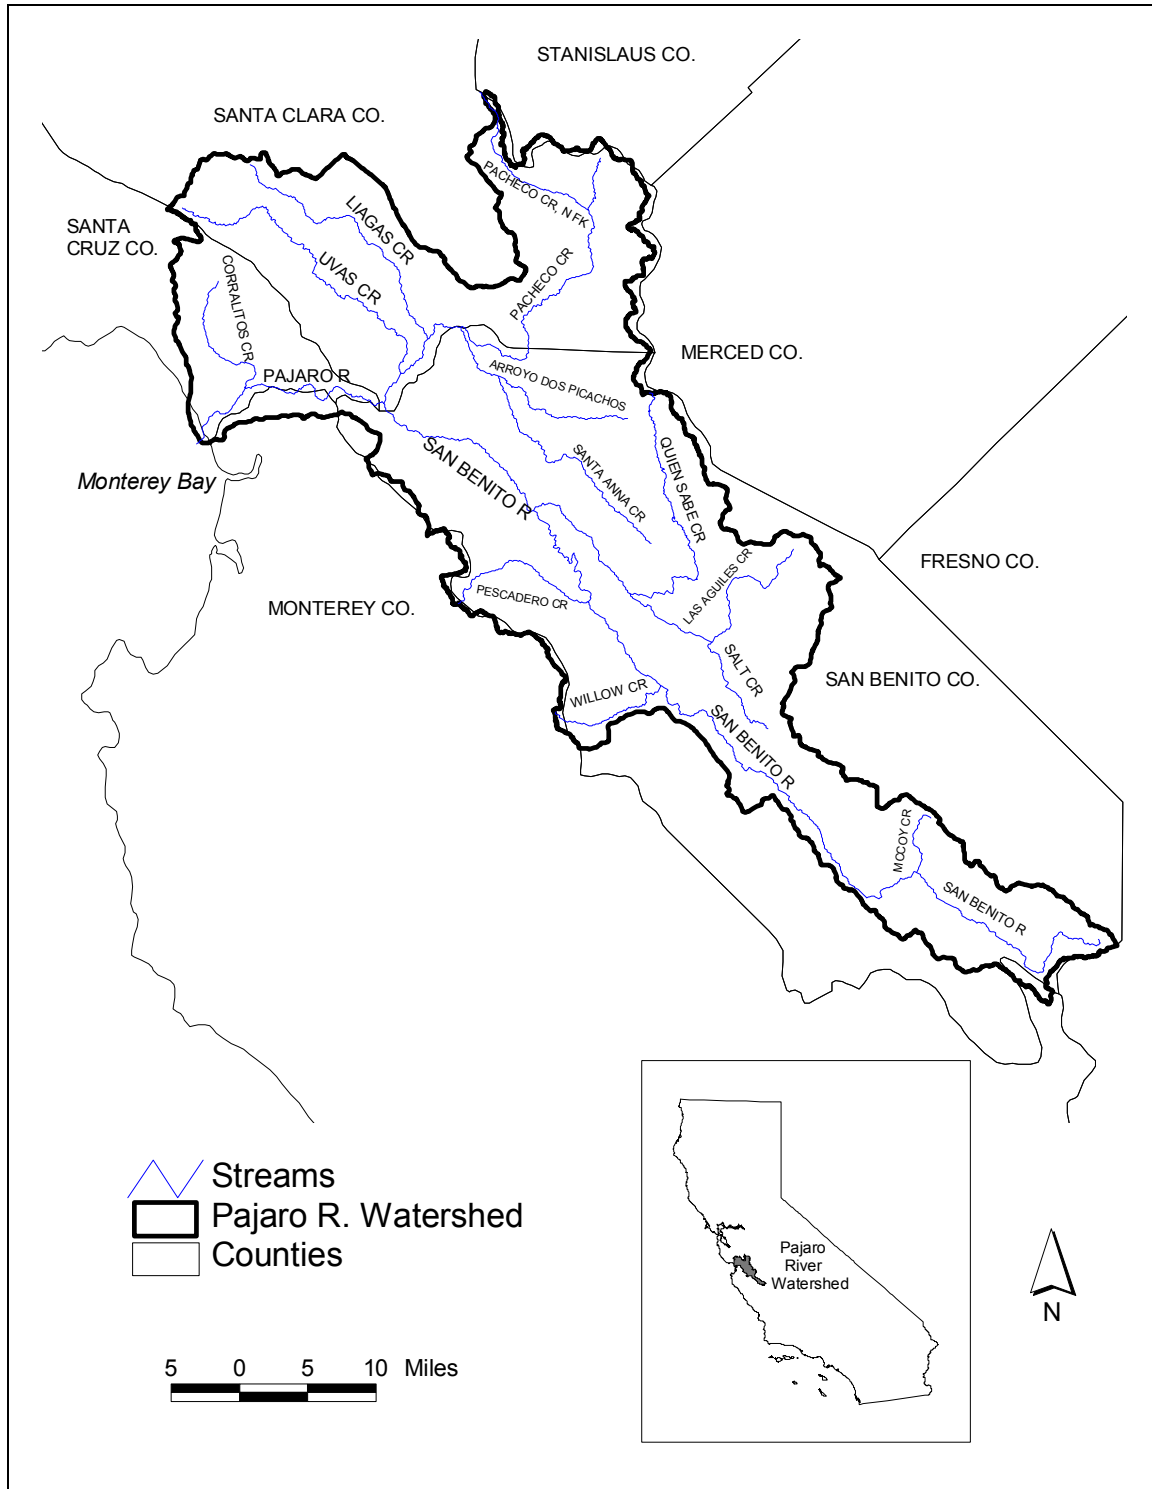 STANISLAUS CO.
SANTA CLARA CO.
PACHECO CR, N FK
LIAGAS CR
SANTA
CRUZ CO.
UVAS CR
CORRALITOS CR
PACHECO CR
MERCED CO.
PAJARO R
ARROYO DOS PICACHOS
SAN BENITO R
SANTA ANNA CR
QUIEN SABE CR
Monterey Bay
FRESNO CO.
LAS AGUILES CR
PESCADERO CR
MONTEREY CO.
SALT CR
SAN BENITO CO.
WILLOW CR
SAN BENITO R
MCCOY CR
SAN BENITO R
Streams
Pajaro R. Watershed
Counties
Pajaro
River
Watershed
N
5 0 5 10 Miles